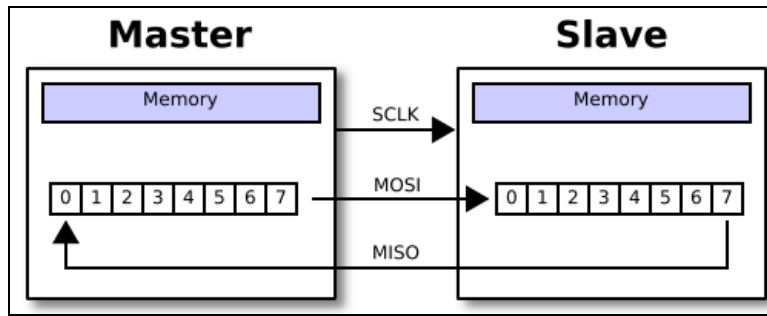 Master Slave
Memory Memory
SCLK
MOSI
0 1 2 3 4 5 6 7 0 1 2 3 4 5 6 7
MISO